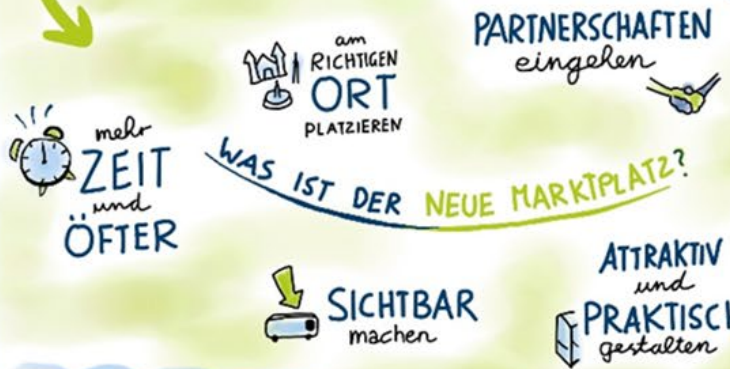 am
RICHTIGEN
ORT
PLATZIEREN
PARTNERSCHAFTEN
eingehen
mehr
ZEIT
und
ÖFTER
WAS IST DER NEUE MARKTPLATZ?
SICHTBAR
machen
ATTRAKTIV
und
PRAKTISCH
gestalten